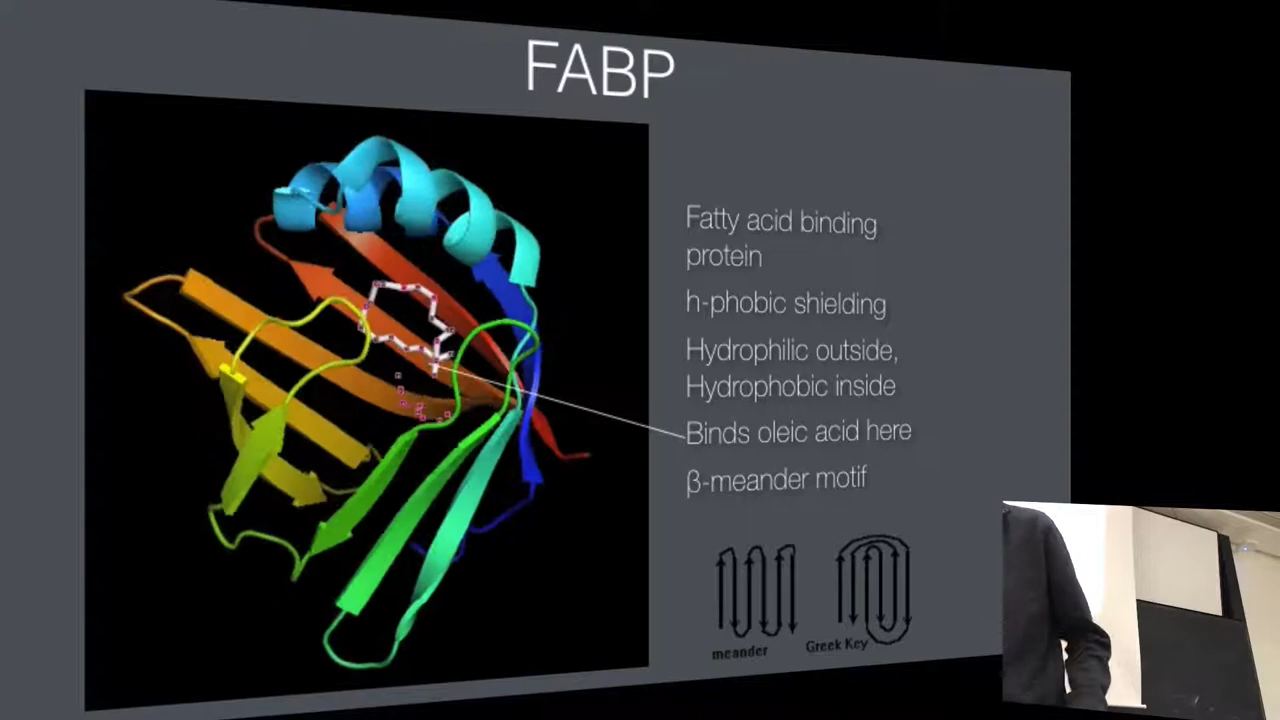 FABP
Fatty acid binding
protein
h-phobic shielding
Hydrophilic outside,
Hydrophobic inside
Binds oleic acid here
β-meander motif
meander
Greek Key